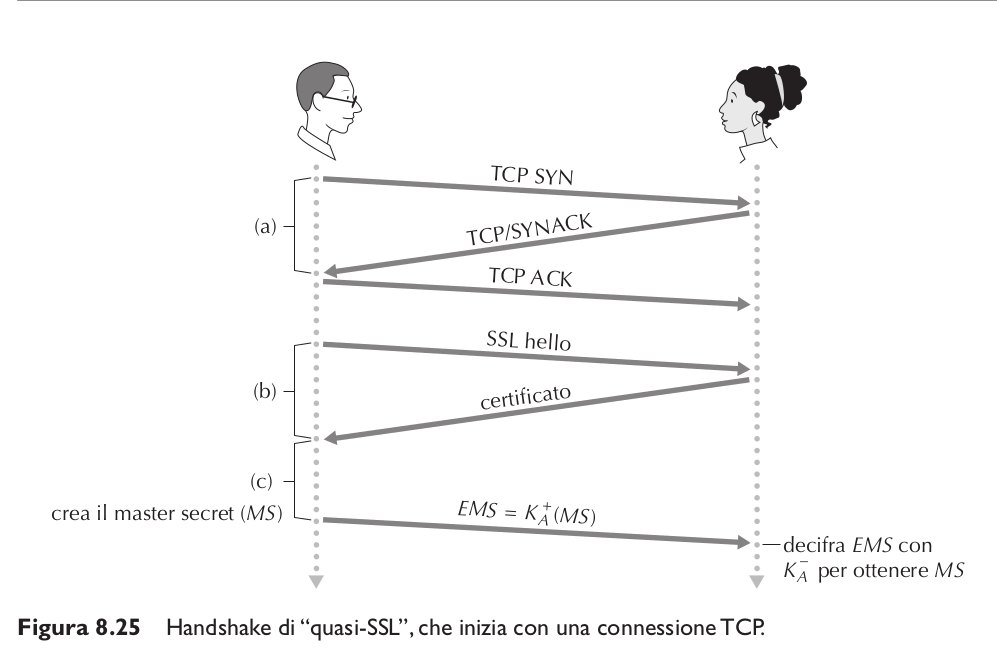 TCP SYN
(a)
TCP/SYNACK
TCP ACK
SSL hello
(b)
certificato
(c)
crea il master secret (MS)
EMS = K_A^+(MS)
decifra EMS con
K_A^- per ottenere MS
Figura 8.25 Handshake di “quasi-SSL”, che inizia con una connessione TCP.